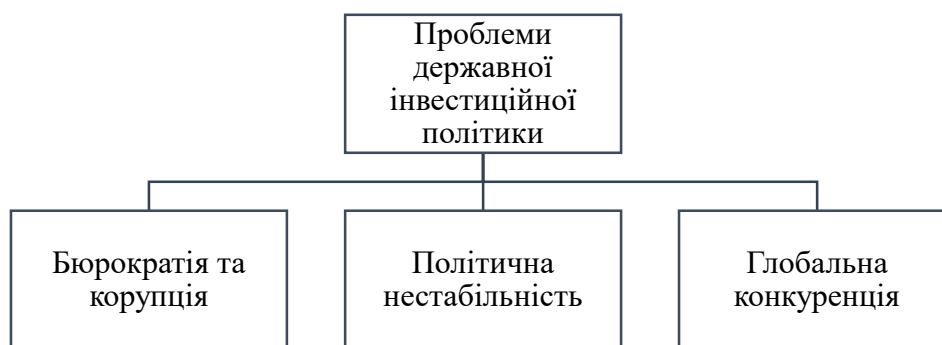 Проблеми
державної
інвестиційної
політики
Бюрократія та
корупція
Політична
нестабільність
Глобальна
конкуренція